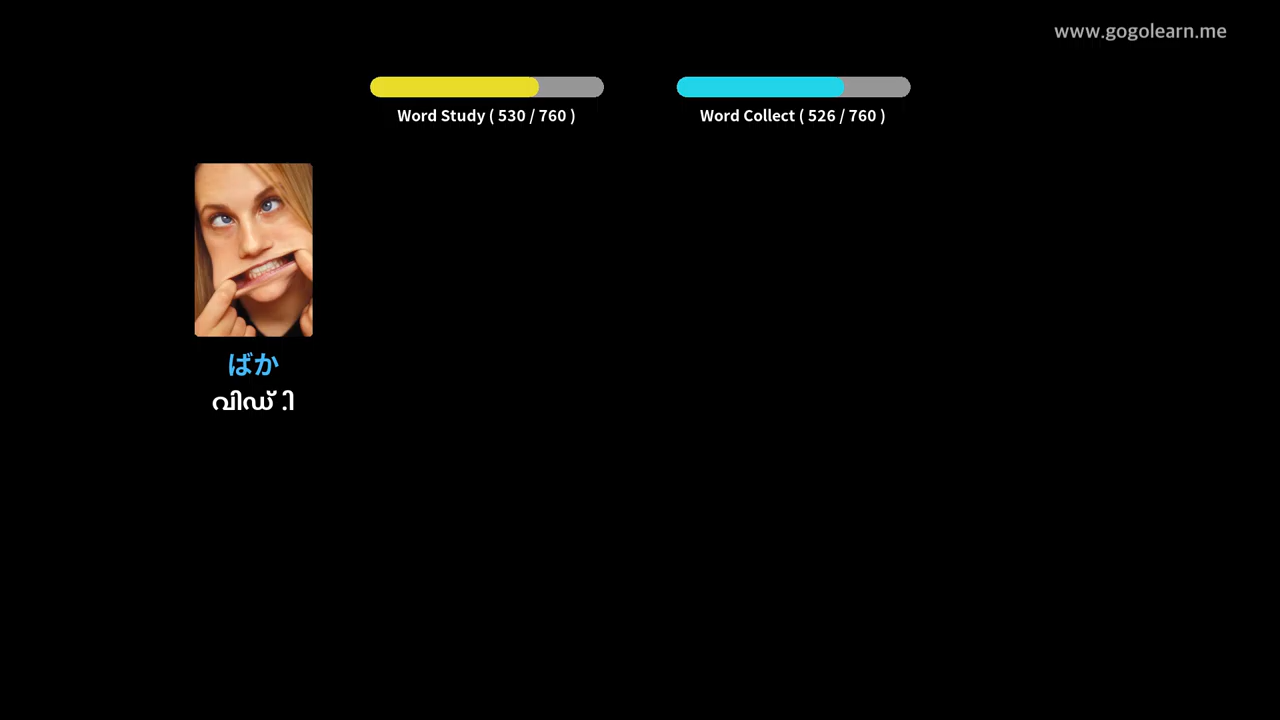 www.gogolearn.me
Word Study ( 530 / 760 )
Word Collect ( 526 / 760 )
ばか
വിഡ് .ി